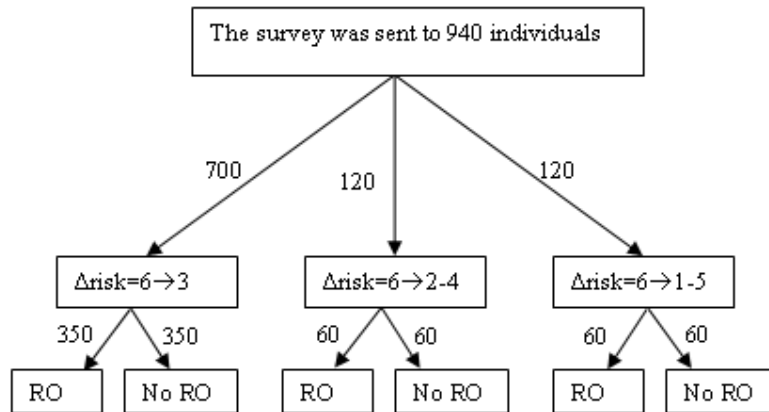 The survey was sent to 940 individuals
700
120
120
Δrisk=6→3
Δrisk=6→2-4
Δrisk=6→1-5
350
350
60
60
60
60
RO
No RO
RO
No RO
RO
No RO